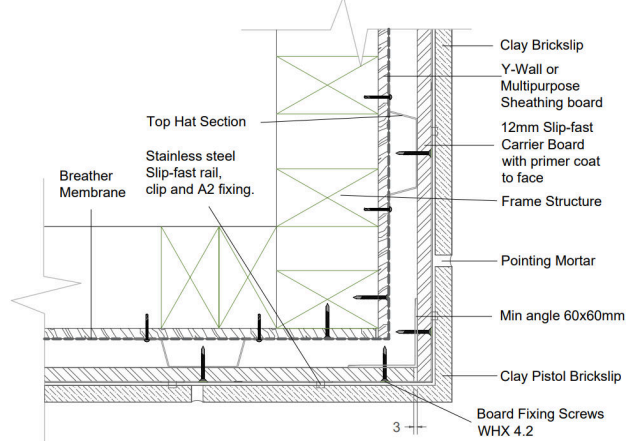 Clay Brickslip
Y-Wall or
Multipurpose
Sheathing board
Top Hat Section
12mm Slip-fast
Carrier Board
with primer coat
to face
Stainless steel
Slip-fast rail,
clip and A2 fixing.
Breather
Membrane
Frame Structure
Pointing Mortar
Min angle 60x60mm
Clay Pistol Brickslip
Board Fixing Screws
WHX 4.2
3